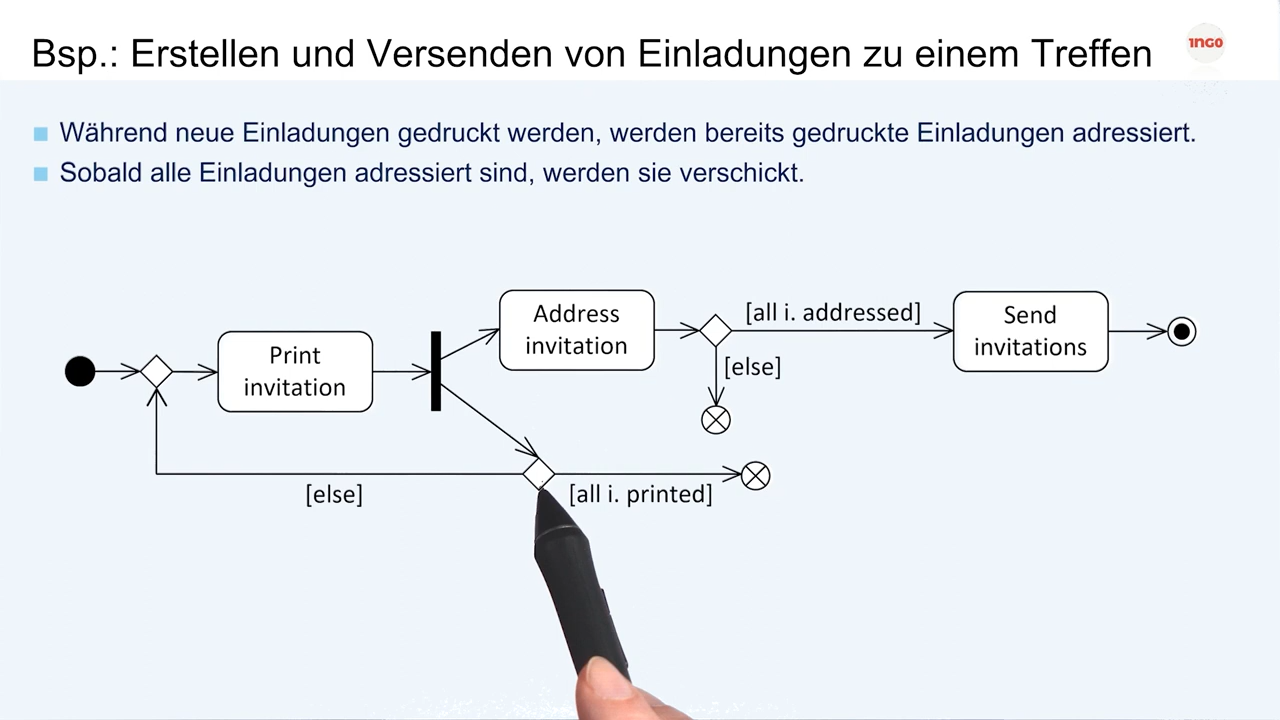 Bsp.: Erstellen und Versenden von Einladungen zu einem Treffen
1NGO
Während neue Einladungen gedruckt werden, werden bereits gedruckte Einladungen adressiert.
Sobald alle Einladungen adressiert sind, werden sie verschickt.
Print
invitation
Address
invitation
[all i. addressed]
[else]
Send
invitations
[else]
[all i. printed]